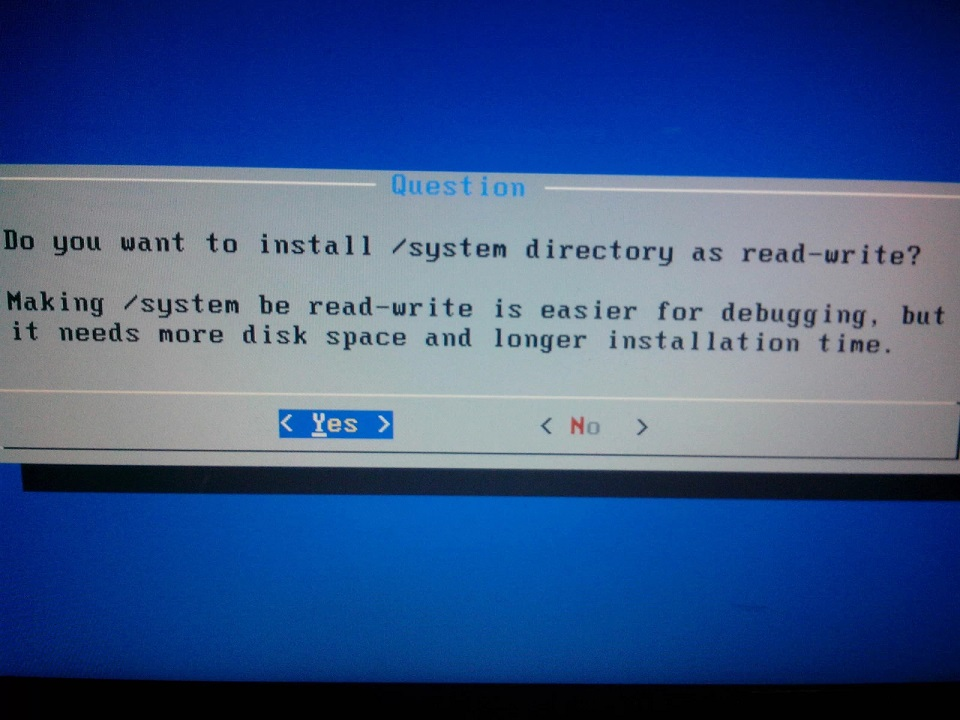 Question
Do you want to install /system directory as read-write?
Making /system be read-write is easier for debugging, but
it needs more disk space and longer installation time.
< Yes > < No >